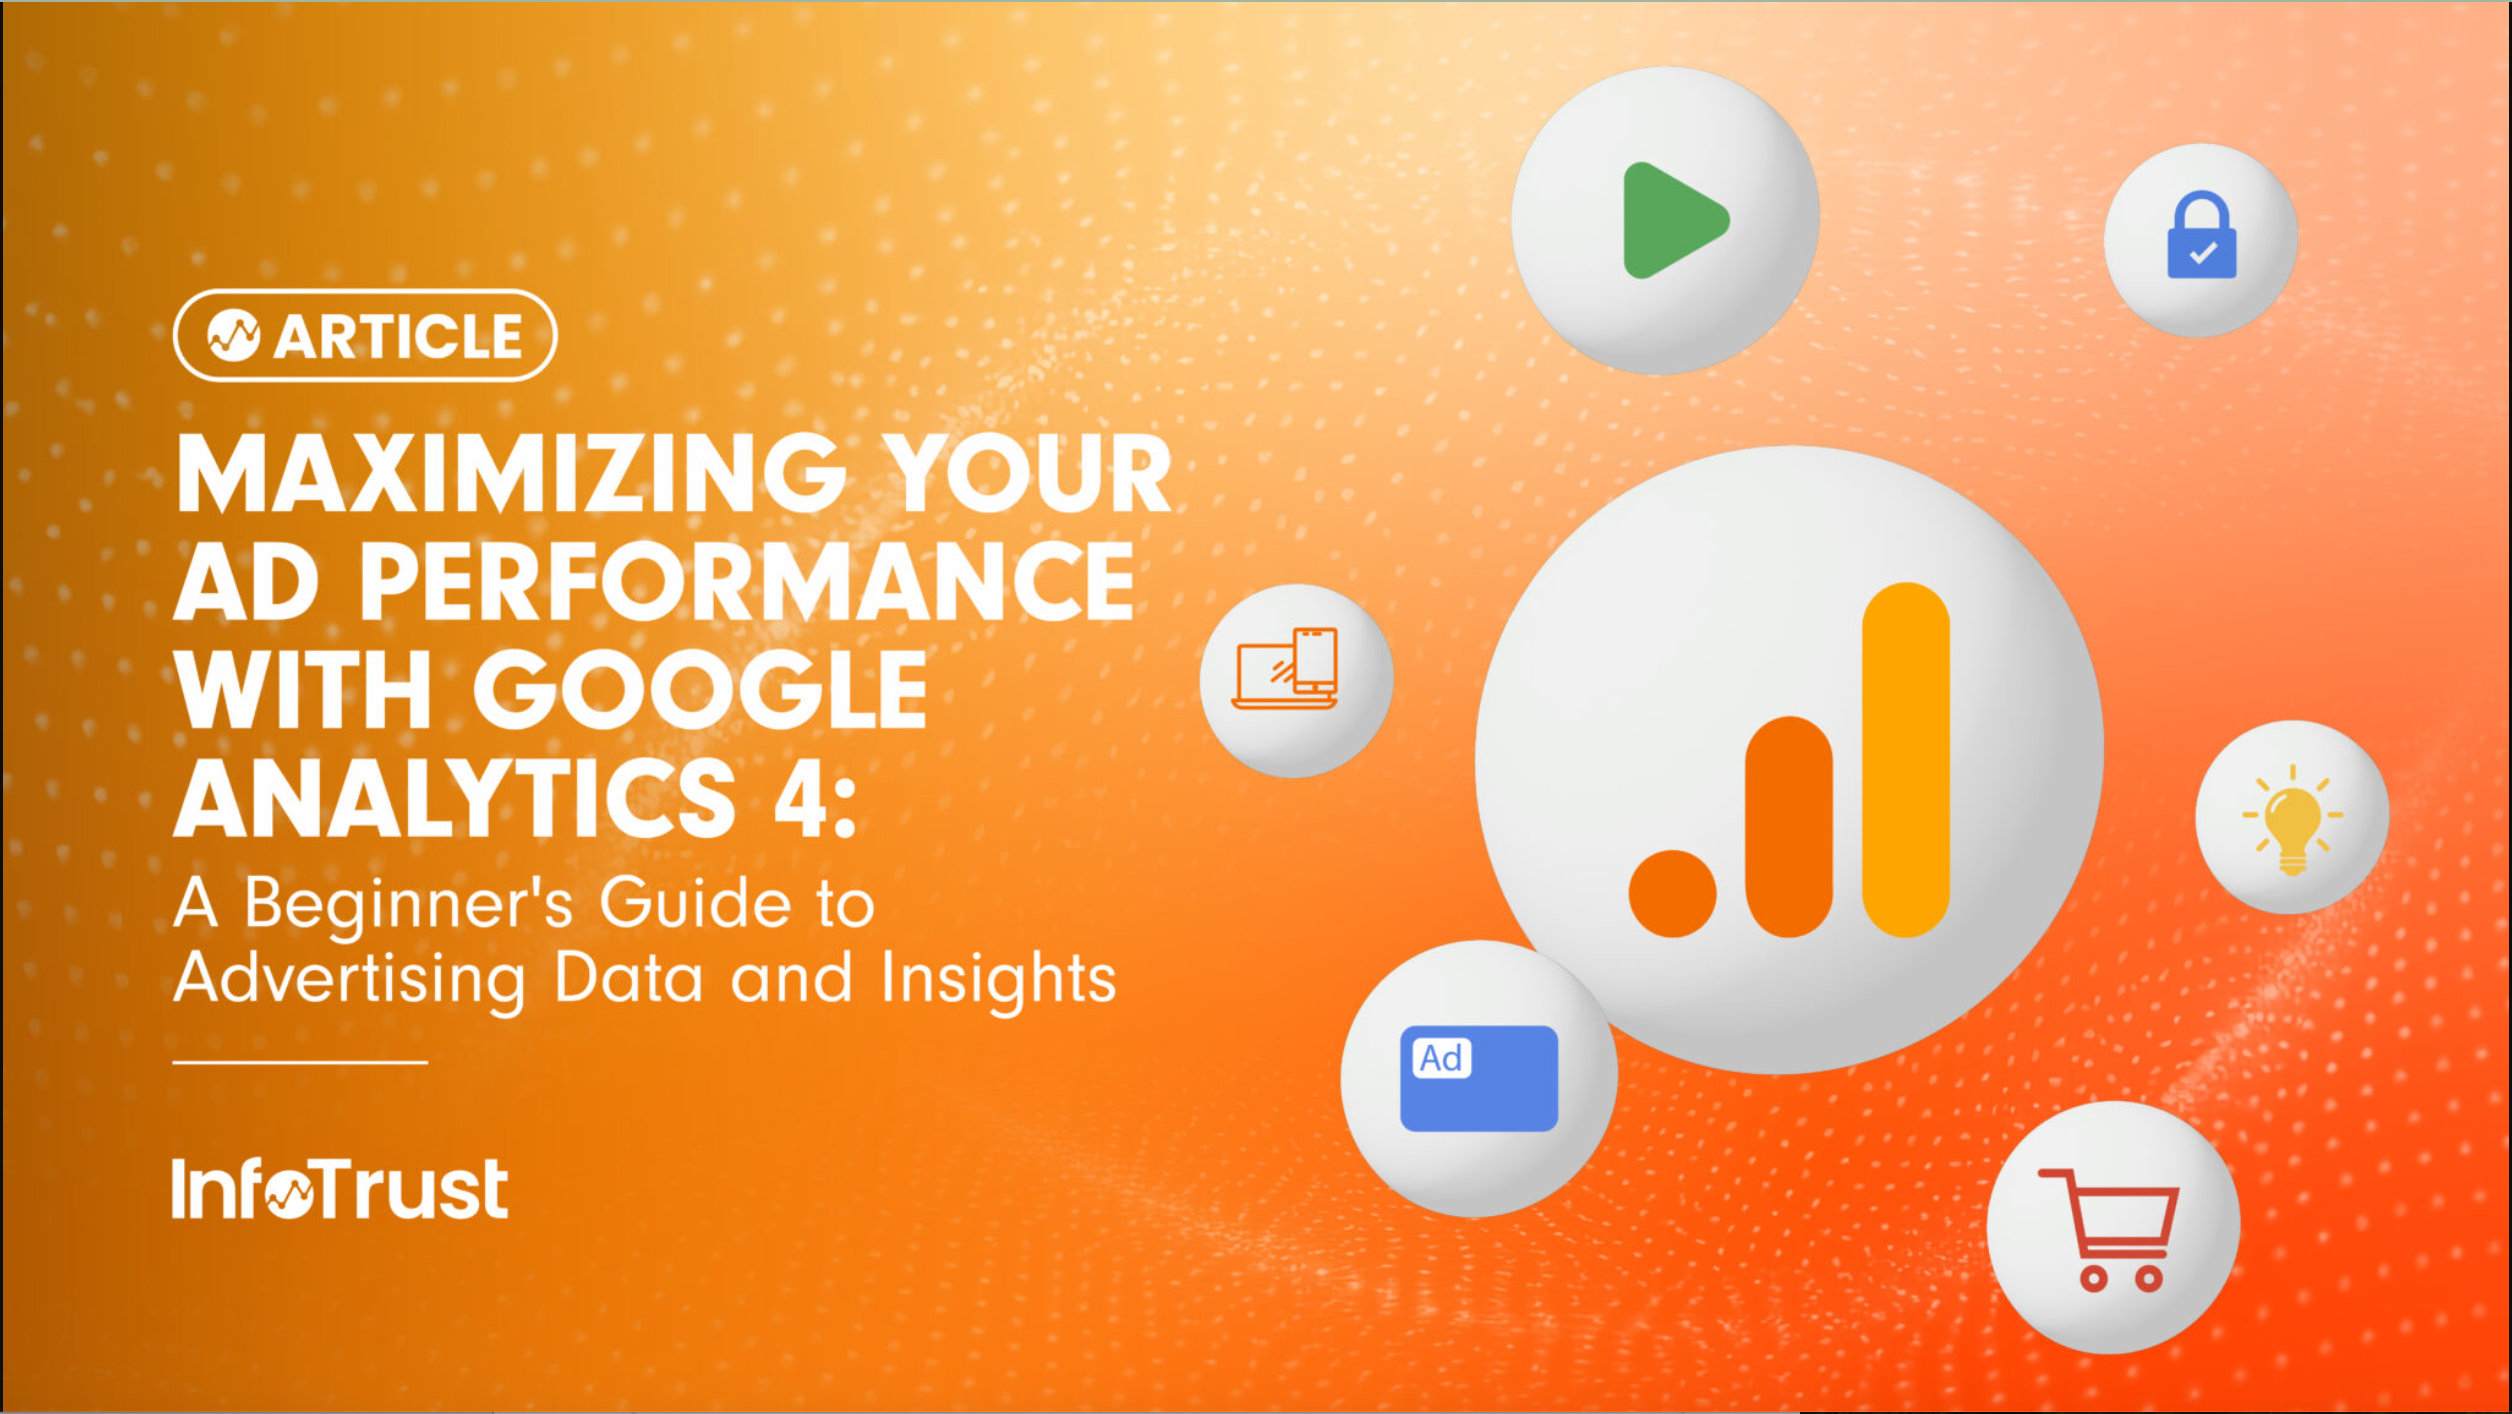 ARTICLE
MAXIMIZING YOUR
AD PERFORMANCE
WITH GOOGLE
ANALYTICS 4:
A Beginner's Guide to
Advertising Data and Insights
InfoTrust
Ad